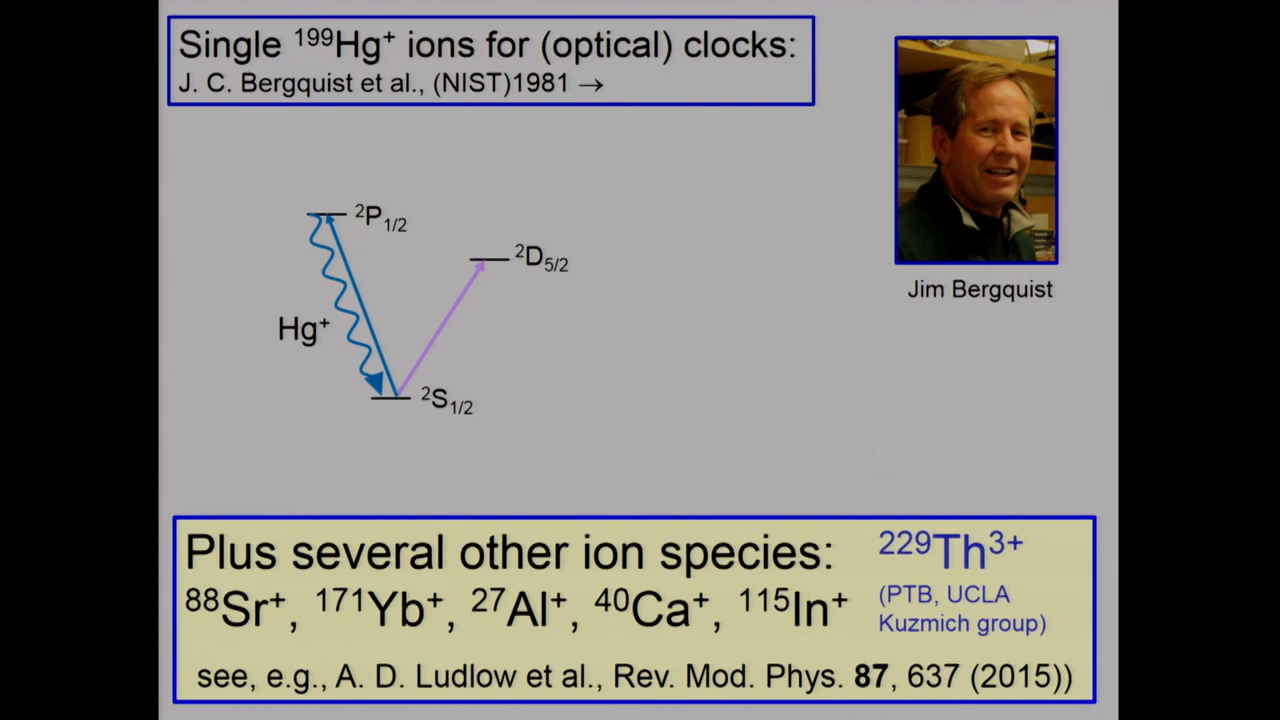 Single ¹⁹⁹Hg⁺ ions for (optical) clocks:
J. C. Bergquist et al., (NIST)1981 →
²P₁/₂
²D₅/₂
Jim Bergquist
Hg⁺
²S₁/₂
Plus several other ion species:
⁸⁸Sr⁺, ¹⁷¹Yb⁺, ²⁷Al⁺, ⁴⁰Ca⁺, ¹¹⁵In⁺
²²⁹Th³⁺
(PTB, UCLA
Kuzmich group)
see, e.g., A. D. Ludlow et al., Rev. Mod. Phys. 87, 637 (2015))